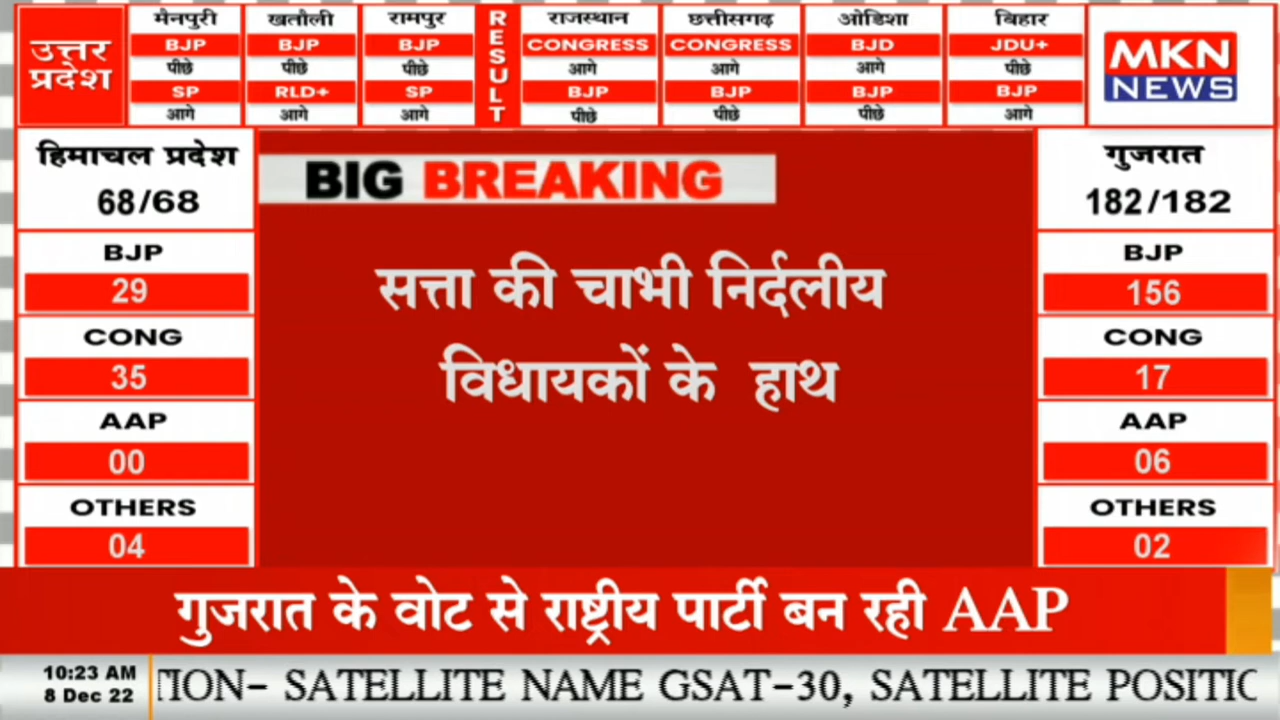 उत्तर
प्रदेश
मैनपुरी
BJP
पीछे
SP
आगे
खतौली
BJP
पीछे
RLD+
आगे
रामपुर
BJP
पीछे
SP
आगे
RESULT
राजस्थान
CONGRESS
आगे
BJP
पीछे
छत्तीसगढ़
CONGRESS
आगे
BJP
पीछे
ओडिशा
BJD
आगे
BJP
पीछे
बिहार
JDU+
पीछे
BJP
आगे
MKN
NEWS
हिमाचल प्रदेश
68/68
BJP
29
CONG
35
AAP
00
OTHERS
04
BIG BREAKING
सत्ता की चाभी निर्दलीय
विधायकों के हाथ
गुजरात
182/182
BJP
156
CONG
17
AAP
06
OTHERS
02
गुजरात के वोट से राष्ट्रीय पार्टी बन रही AAP
10:23 AM
8 Dec 22
TION- SATELLITE NAME GSAT-30, SATELLITE POSITIC